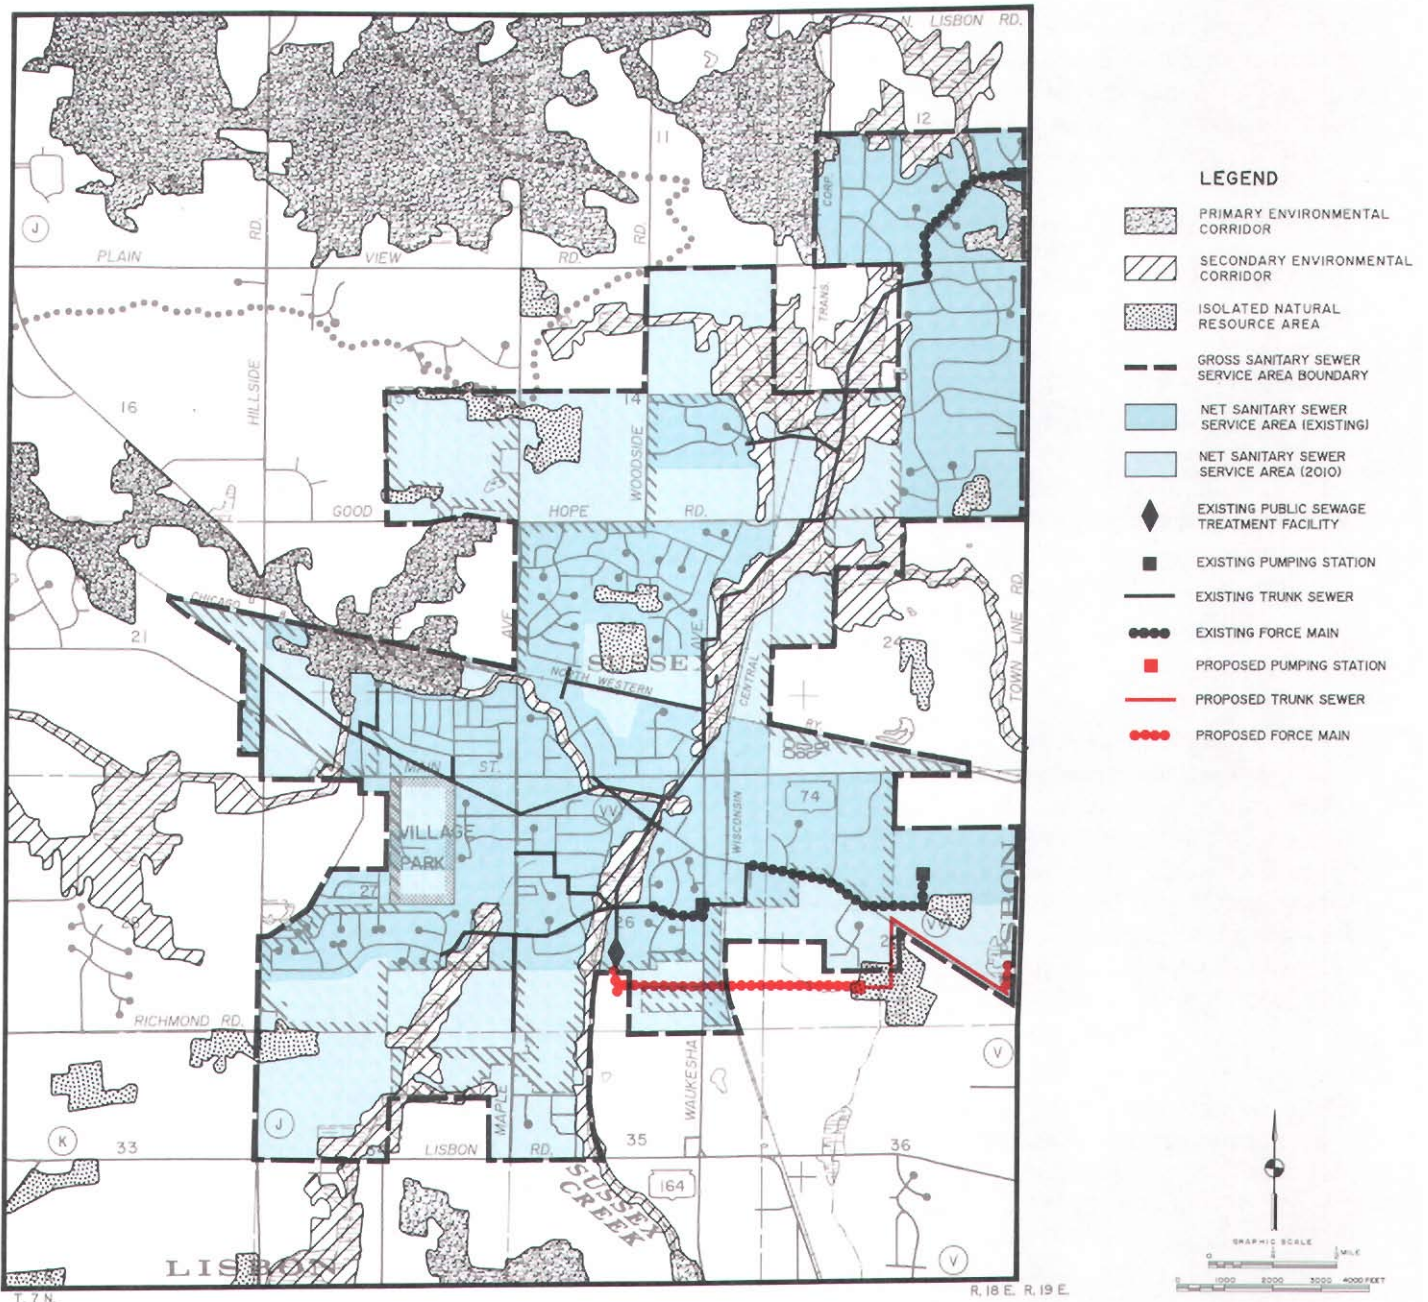 N. LISBON RD.
12
11
CORP.
RD.
RD.
J
PLAIN
VIEW
RD.
TRANS.
HILLSIDE
16
14
WOODSIDE
GOOD
HOPE
RD.
CHICAGO
AVE
AVE.
21
24
TOWN LINE RD.
SUSSEX
NORTH WESTERN
CENTRAL
RY.
MAIN ST.
VV
74
WISCONSIN
VILLAGE
PARK
27
26
VV
LISBON
RICHMOND RD.
WAUKESHA
V
J
MAPLE
K
33
LISBON
RD.
35
36
164
SUSSEX
CREEK
LISBON
V
T. 7 N.
R. 18 E. R. 19 E.
LEGEND
PRIMARY ENVIRONMENTAL
CORRIDOR
SECONDARY ENVIRONMENTAL
CORRIDOR
ISOLATED NATURAL
RESOURCE AREA
GROSS SANITARY SEWER
SERVICE AREA BOUNDARY
NET SANITARY SEWER
SERVICE AREA (EXISTING)
NET SANITARY SEWER
SERVICE AREA (2010)
EXISTING PUBLIC SEWAGE
TREATMENT FACILITY
EXISTING PUMPING STATION
EXISTING TRUNK SEWER
EXISTING FORCE MAIN
PROPOSED PUMPING STATION
PROPOSED TRUNK SEWER
PROPOSED FORCE MAIN
GRAPHIC SCALE
0 MILE
0 1000 2000 3000 4000 FEET